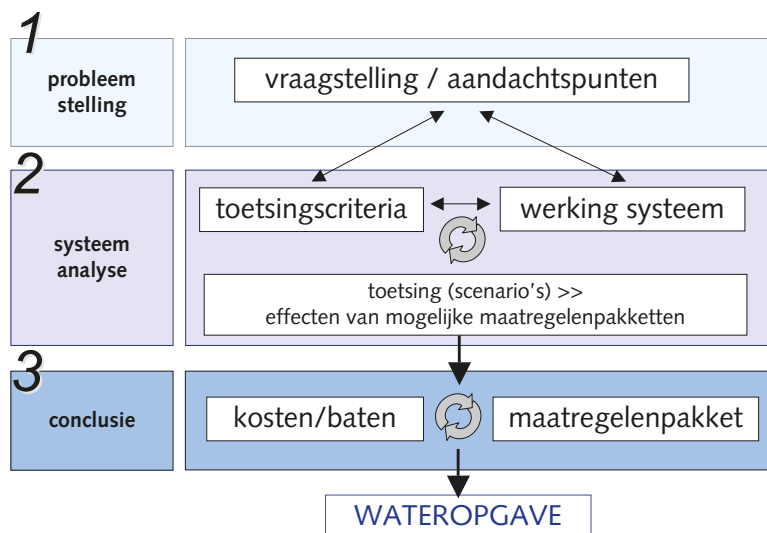 1
probleem
stelling
vraagstelling / aandachtspunten
2
systeem
analyse
toetsingscriteria
werking systeem
toetsing (scenario's) >>
effecten van mogelijke maatregelenpakketten
3
conclusie
kosten/baten
maatregelenpakket
WATEROPGAVE